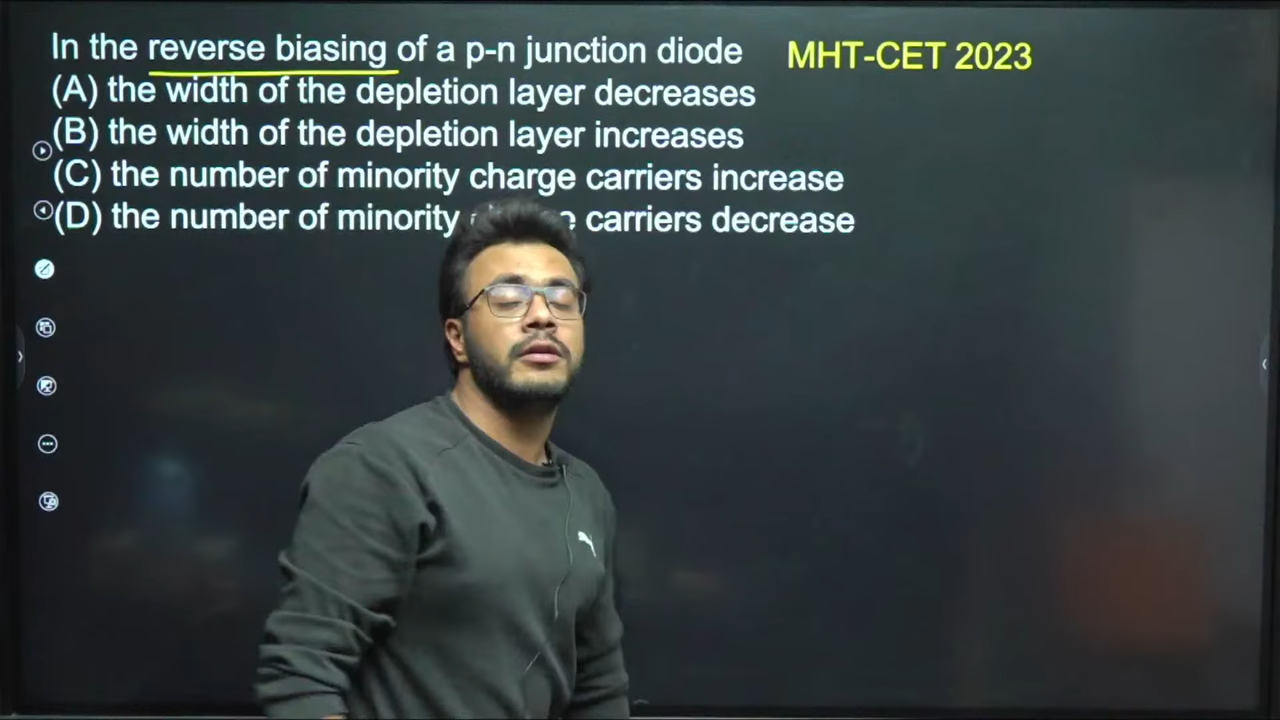 In the reverse biasing of a p-n junction diode MHT-CET 2023
(A) the width of the depletion layer decreases
(B) the width of the depletion layer increases
(C) the number of minority charge carriers increase
(D) the number of minority carriers decrease